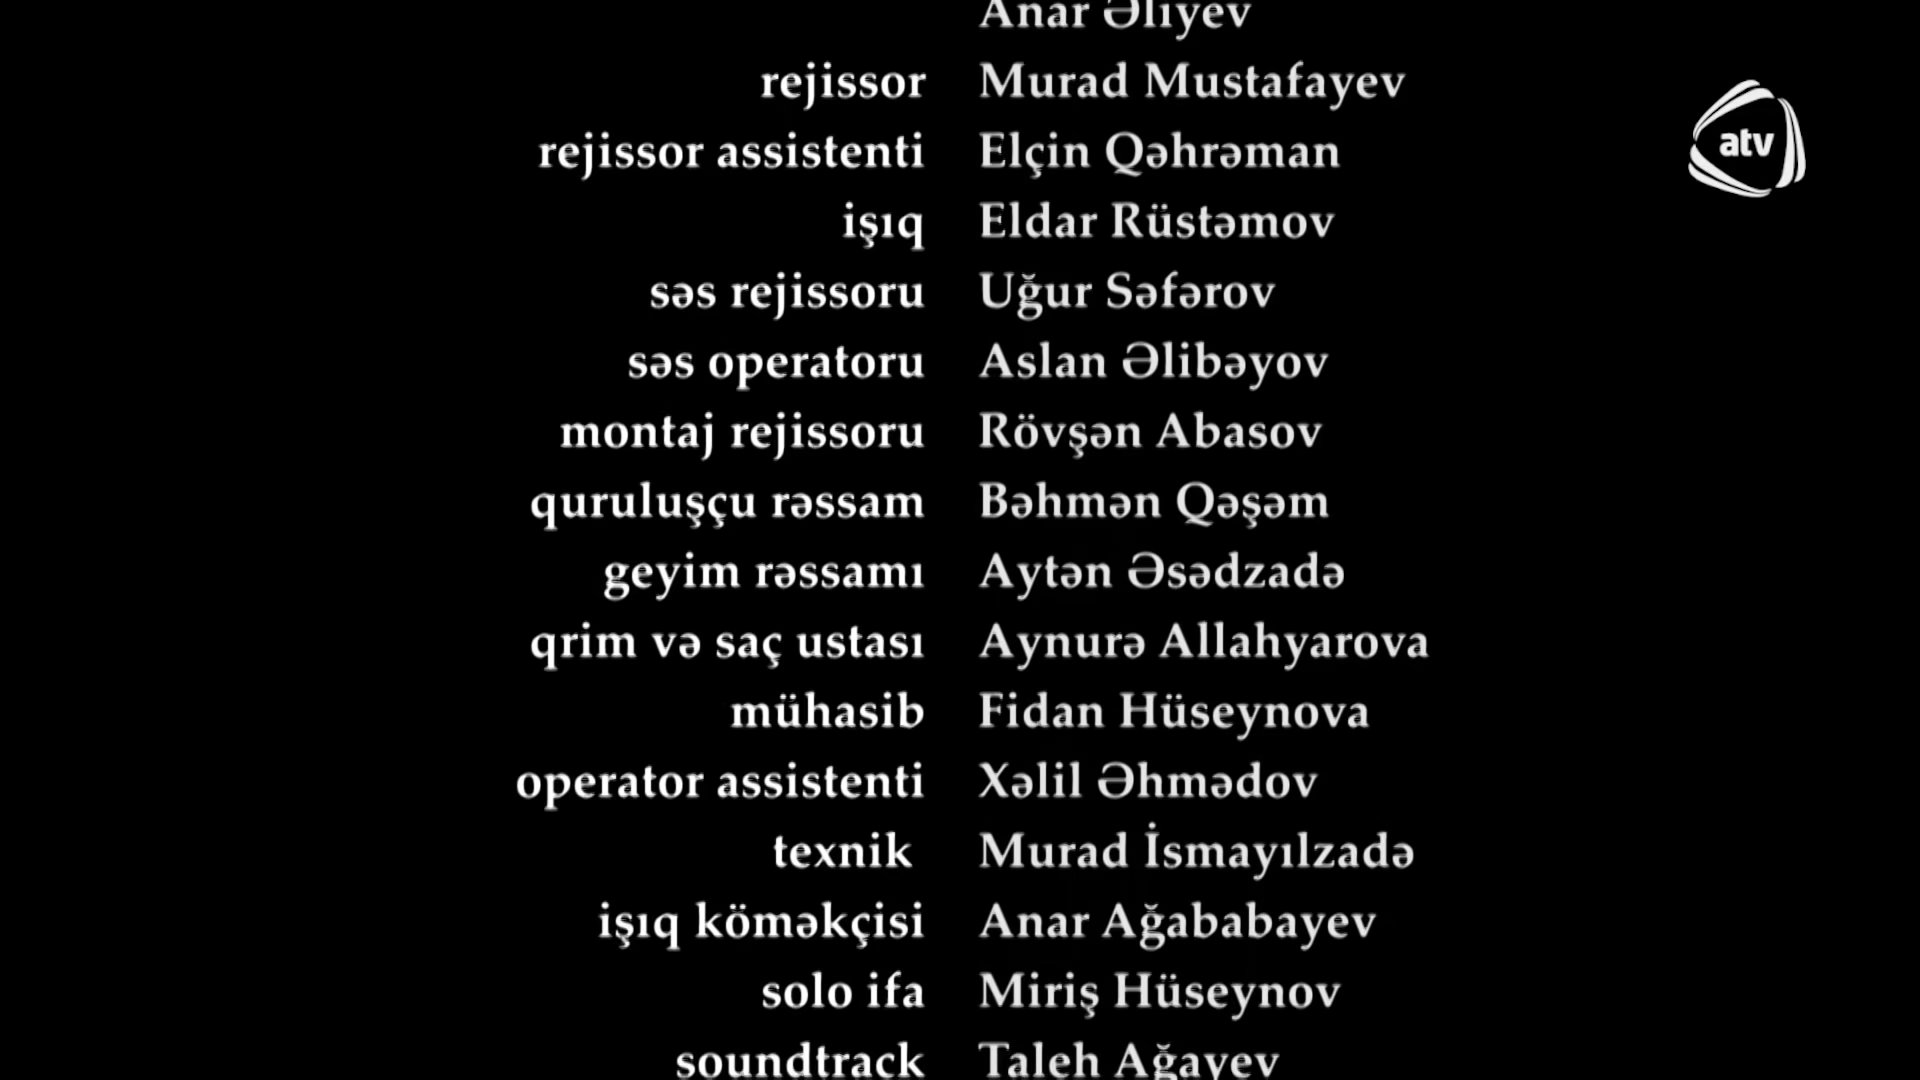 Anar Əliyev
rejissor Murad Mustafayev
rejissor assistenti Elçin Qəhrəman
işıq Eldar Rüstəmov
səs rejissoru Uğur Səfərov
səs operatoru Aslan Əlibəyov
montaj rejissoru Rövşən Abasov
quruluşçu rəssam Bəhmən Qəşəm
geyim rəssamı Aytən Əsədzadə
qrim və saç ustası Aynurə Allahyarova
mühasib Fidan Hüseynova
operator assistenti Xəlil Əhmədov
texnik Murad İsmayılzadə
işıq köməkçisi Anar Ağababayev
solo ifa Miriş Hüseynov
soundtrack Taleh Ağayev
atv